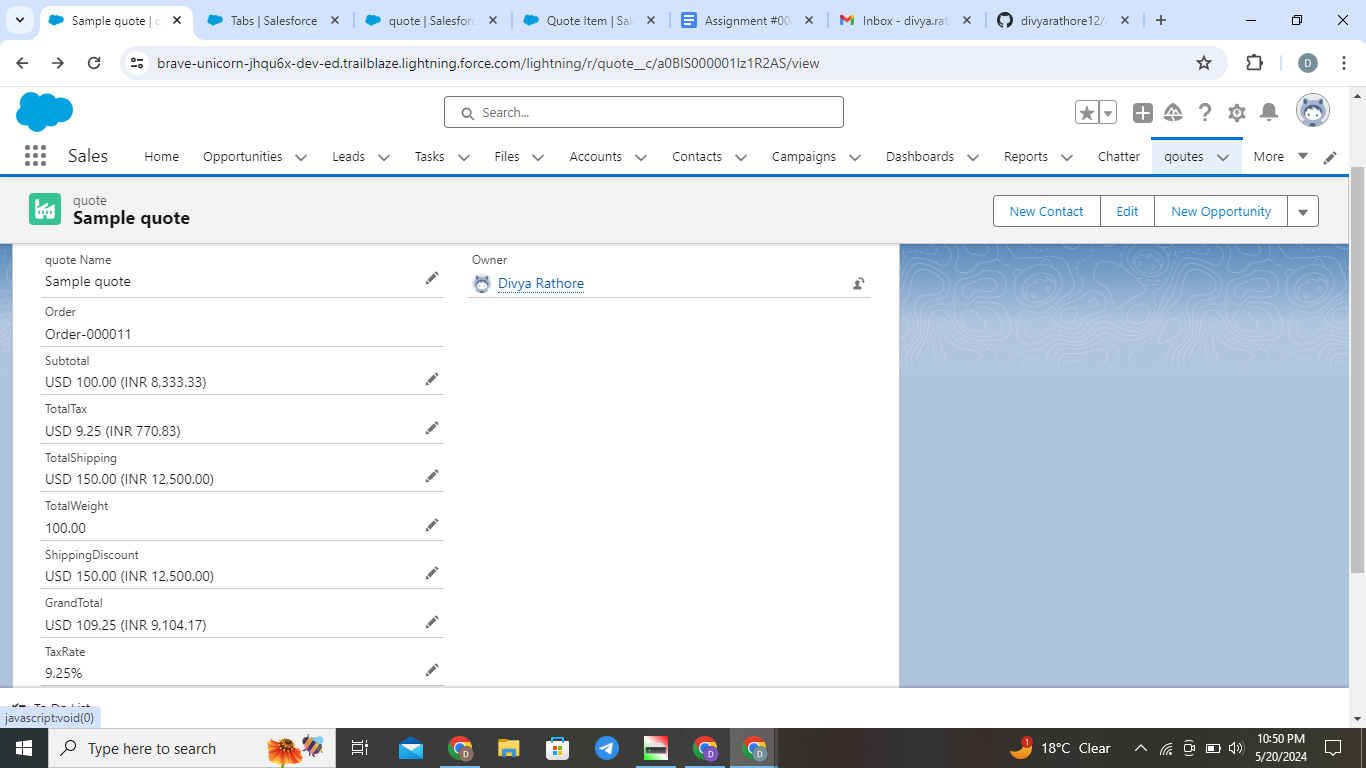 Sample quote | c
Tabs | Salesforce
quote | Salesforc
Quote Item | Sal
Assignment #00
Inbox - divya.rat
divyarathore12/
brave-unicorn-jhqu6x-dev-ed.trailblaze.lightning.force.com/lightning/r/quote__c/a0BIS000001Iz1R2AS/view
D
Search...
Sales
Home
Opportunities
Leads
Tasks
Files
Accounts
Contacts
Campaigns
Dashboards
Reports
Chatter
qoutes
More
quote
Sample quote
New Contact
Edit
New Opportunity
quote Name
Sample quote
Owner
Divya Rathore
Order
Order-000011
Subtotal
USD 100.00 (INR 8,333.33)
TotalTax
USD 9.25 (INR 770.83)
TotalShipping
USD 150.00 (INR 12,500.00)
TotalWeight
100.00
ShippingDiscount
USD 150.00 (INR 12,500.00)
GrandTotal
USD 109.25 (INR 9,104.17)
TaxRate
9.25%
To Do List
javascript:void(0)
Type here to search
D
D
D
1
18°C Clear
10:50 PM
5/20/2024